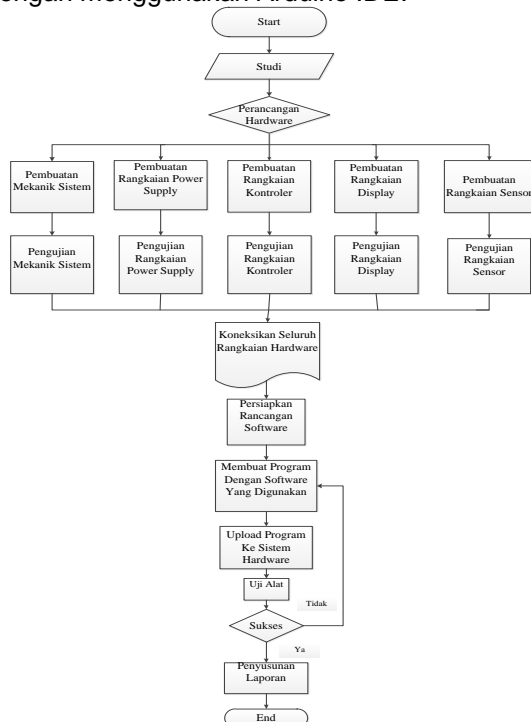 dengan menggunakan Arduino IDE.
Start
Studi
Perancangan
Hardware
Pembuatan
Mekanik Sistem
Pembuatan
Rangkaian Power
Supply
Pembuatan
Rangkaian
Kontroler
Pembuatan
Rangkaian
Display
Pembuatan
Rangkaian Sensor
Pengujian
Mekanik Sistem
Pengujian
Rangkaian
Power Supply
Pengujian
Rangkaian
Kontroler
Pengujian
Rangkaian
Display
Pengujian
Rangkaian
Sensor
Koneksikan Seluruh
Rangkaian Hardware
Persiapkan
Rancangan
Software
Membuat Program
Dengan Software
Yang Digunakan
Upload Program
Ke Sistem
Hardware
Uji Alat
Tidak
Sukses
Ya
Penyusunan
Laporan
End